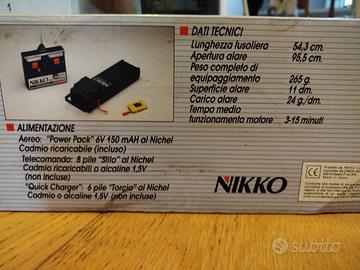 DATI TECNICI
Lunghezza fusoliera 54,3 cm.
Apertura alare 95,5 cm.
Peso completo di
equipaggiamento 265 g.
Superficie alare 11 dm.
Carico alare 24 g./dm.
Tempo medio
funzionamento motore 3-15 minuti
NIKKO
ALIMENTAZIONE
Aereo: "Power Pack" 6V 150 mAH al Nichel
Cadmio ricaricabile (incluso)
Telecomando: 8 pile "Stilo" al Nichel
Cadmio ricaricabili o alcalina 1,5V
(non incluse)
"Quick Charger": 6 pile "Torcia" al Nichel
Cadmio o alcaline 1,5V (non incluse)
NIKKO
CE
subito